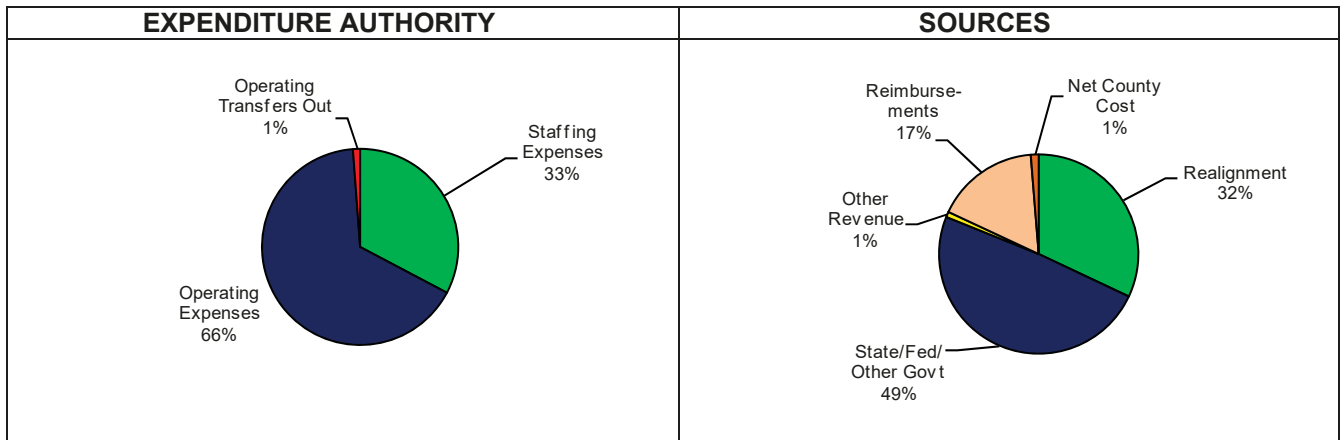 EXPENDITURE AUTHORITY
Operating
Transfers Out
1%
Staffing
Expenses
33%
Operating
Expenses
66%
SOURCES
Reimburse-
ments
17%
Net County
Cost
1%
Realignment
32%
Other
Revenue
1%
State/Fed/
Other Govt
49%